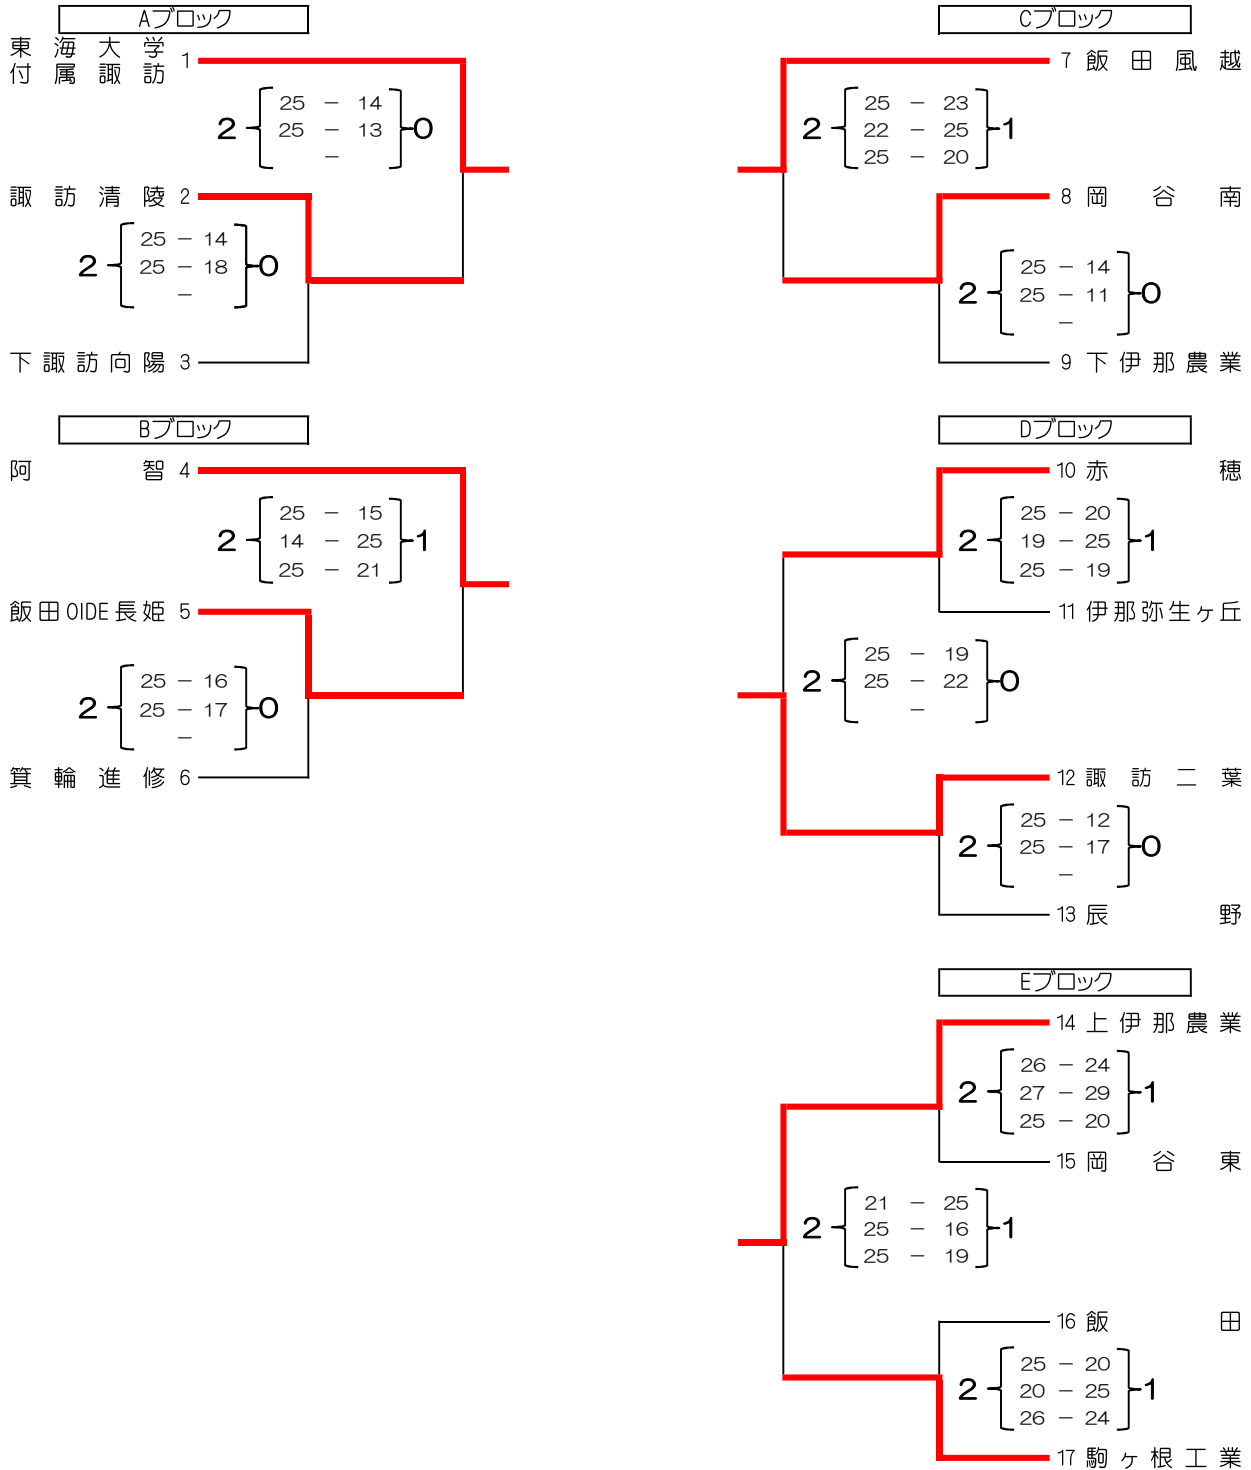 Aブロック
東海大学
付属諏訪 1
25 － 14
2 25 － 13 0
－
諏訪清陵 2
25 － 14
2 25 － 18 0
－
下諏訪向陽 3
Bブロック
阿智 4
25 － 15
2 14 － 25 1
25 － 21
飯田OIDE長姫 5
25 － 16
2 25 － 17 0
－
箕輪進修 6
Cブロック
7 飯田風越
25 － 23
2 22 － 25 1
25 － 20
8 岡谷南
25 － 14
2 25 － 11 0
－
9 下伊那農業
Dブロック
10 赤穂
25 － 20
2 19 － 25 1
25 － 19
11 伊那弥生ヶ丘
25 － 19
2 25 － 22 0
－
12 諏訪二葉
25 － 12
2 25 － 17 0
－
13 辰野
Eブロック
14 上伊那農業
26 － 24
2 27 － 29 1
25 － 20
15 岡谷東
21 － 25
2 25 － 16 1
25 － 19
16 飯田
25 － 20
2 20 － 25 1
26 － 24
17 駒ヶ根工業